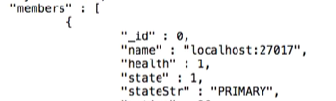 "members" : [
{
"_id" : 0,
"name" : "localhost:27017",
"health" : 1,
"state" : 1,
"stateStr" : "PRIMARY",